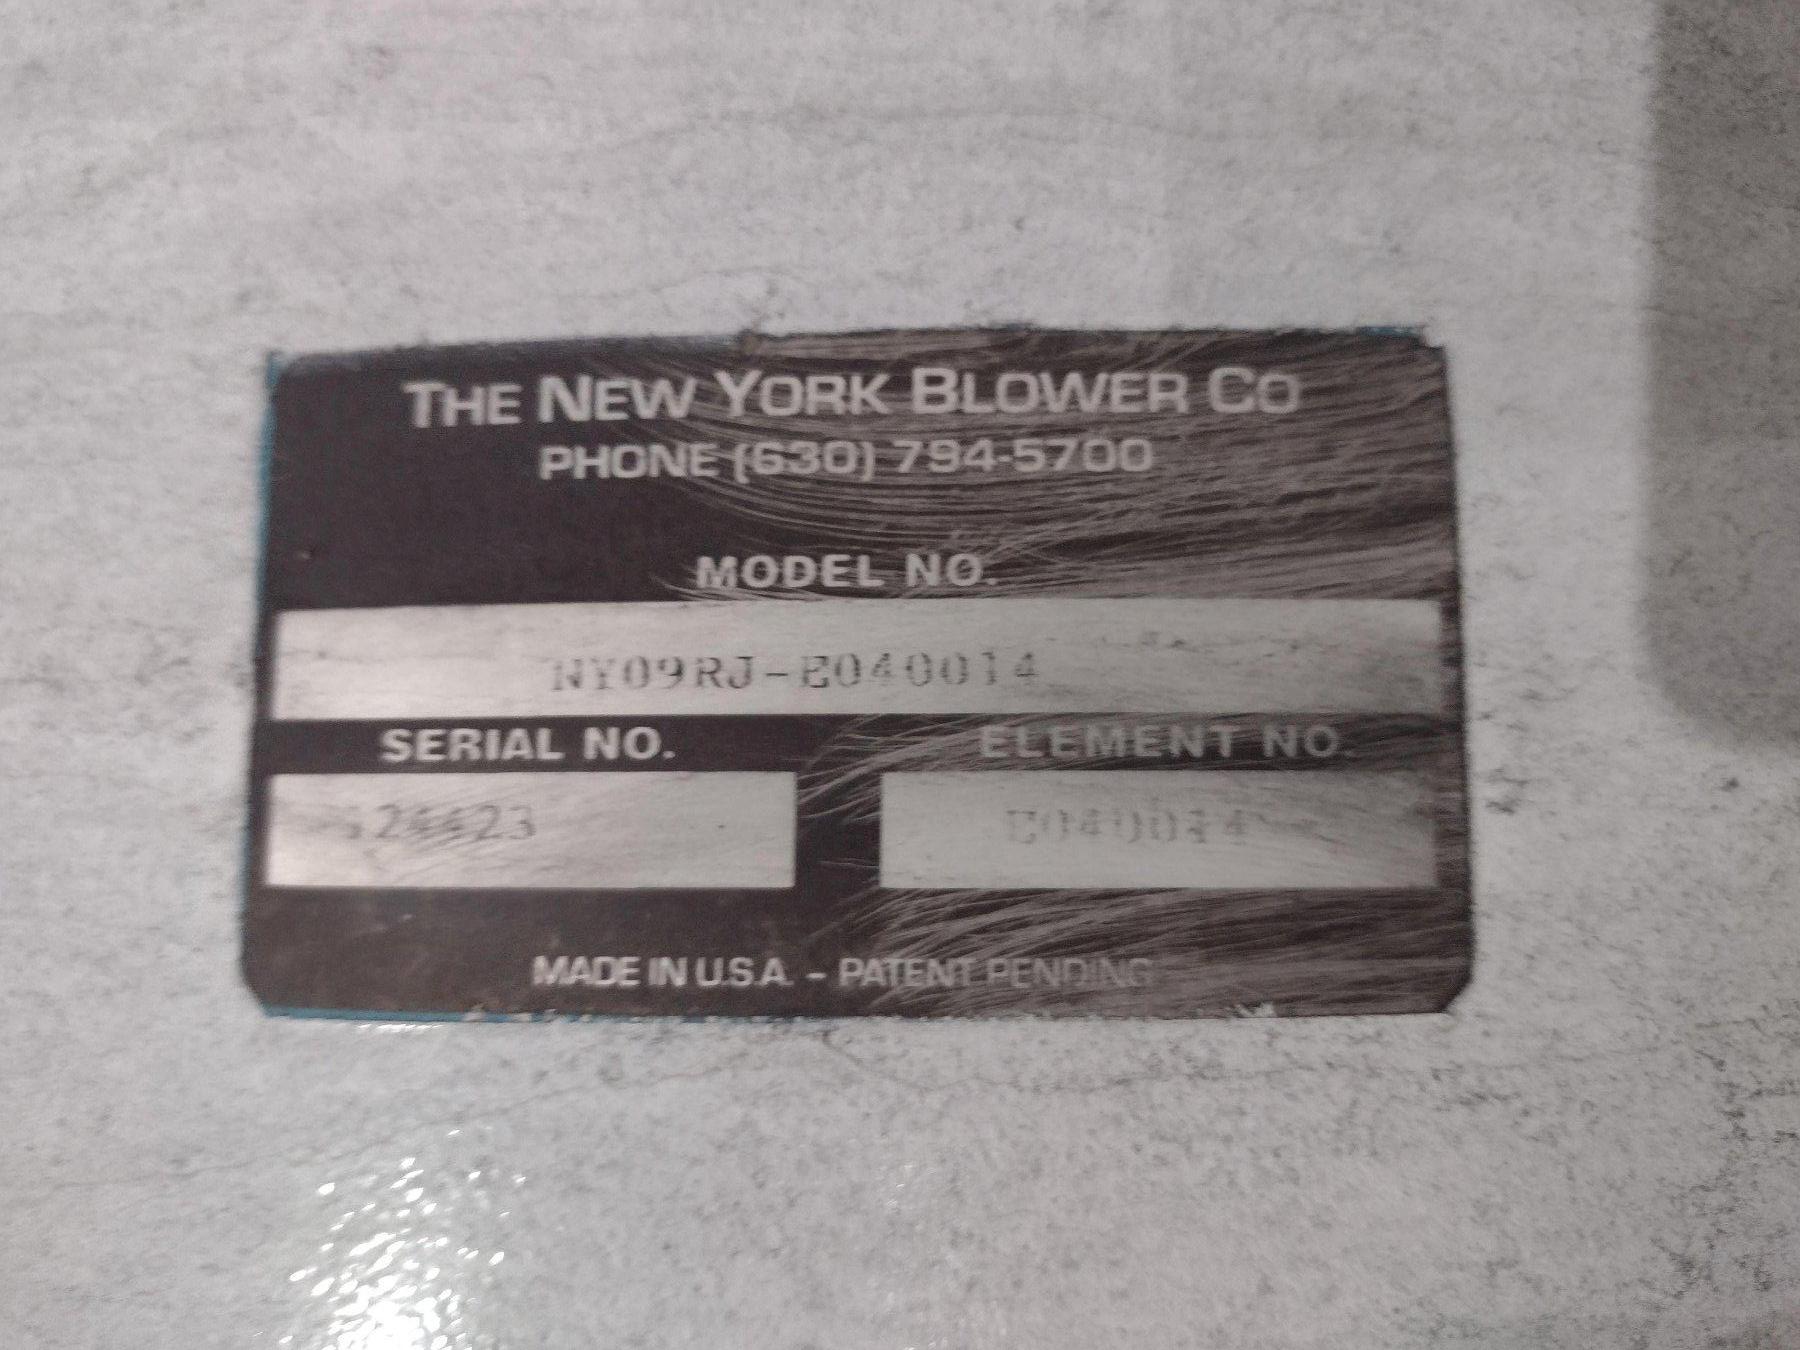 THE NEW YORK BLOWER CO
PHONE (630) 794-5700
MODEL NO.
NY09RJ-E040014
SERIAL NO. ELEMENT NO.
E040014
MADE IN U.S.A. – PATENT PENDING